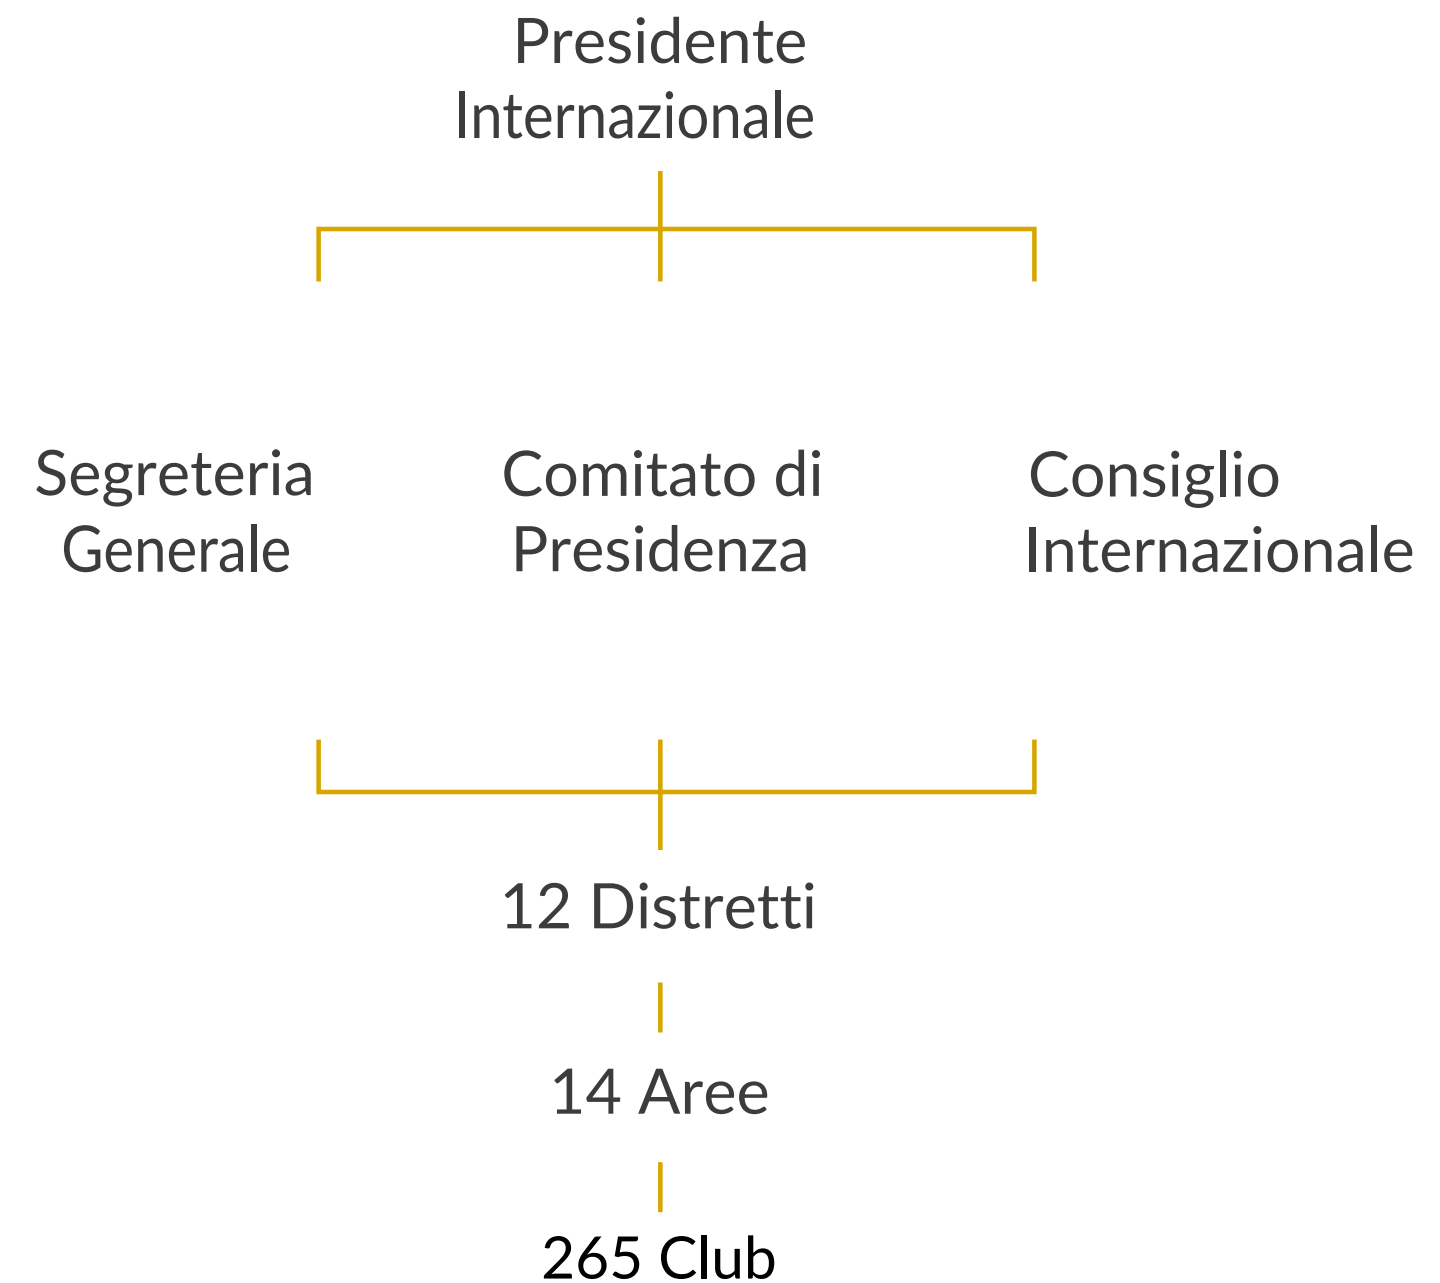 Presidente
Internazionale
Segreteria
Generale
Comitato di
Presidenza
Consiglio
Internazionale
12 Distretti
14 Aree
265 Club